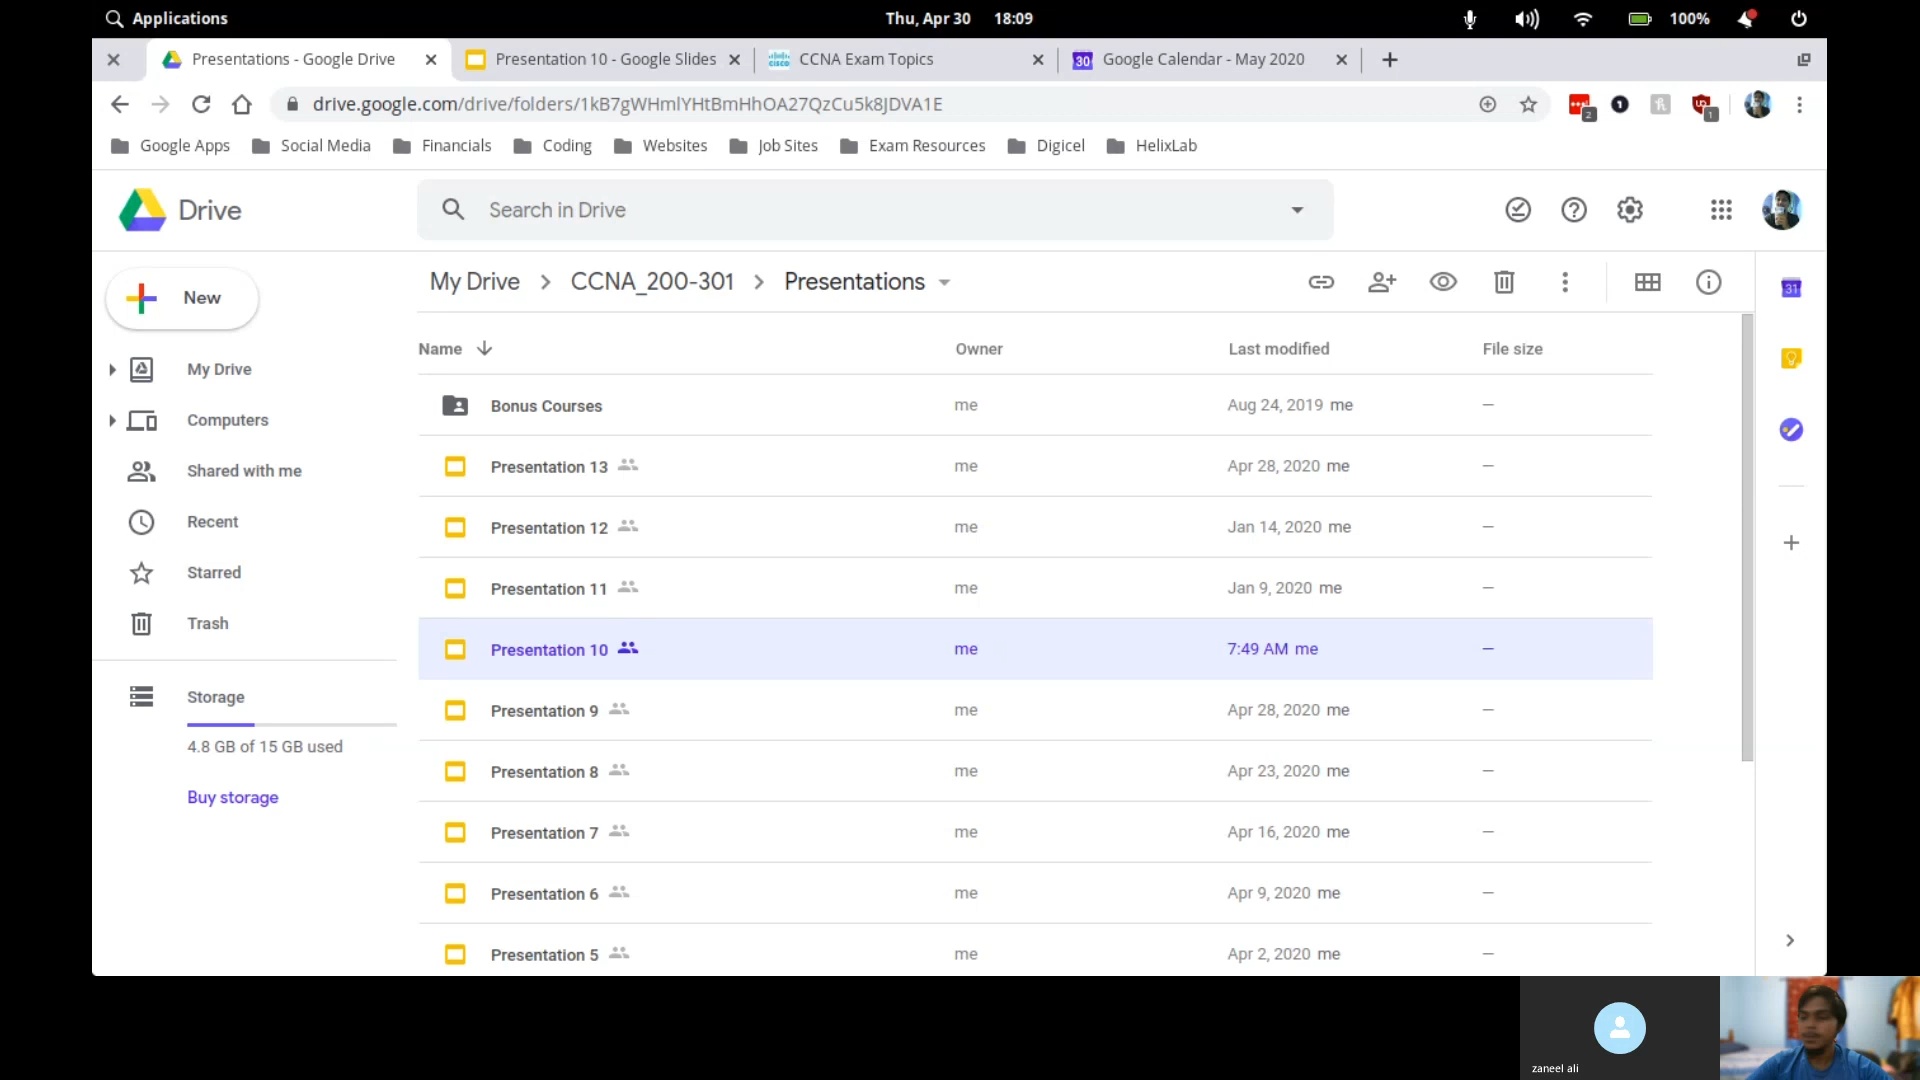 Applications
Thu, Apr 30 18:09
100%
Presentations - Google Drive
Presentation 10 - Google Slides
CISCO CCNA Exam Topics
30 Google Calendar - May 2020
drive.google.com/drive/folders/1kB7gWHmlYHtBmHhOA27QzCu5k8JDVA1E
2
1
1
Google Apps
Social Media
Financials
Coding
Websites
Job Sites
Exam Resources
Digicel
HelixLab
Drive
Search in Drive
New
My Drive > CCNA_200-301 > Presentations
31
Name
Owner
Last modified
File size
My Drive
Computers
Shared with me
Recent
Starred
Trash
Storage
4.8 GB of 15 GB used
Buy storage
Bonus Courses me Aug 24, 2019 me —
Presentation 13 me Apr 28, 2020 me —
Presentation 12 me Jan 14, 2020 me —
Presentation 11 me Jan 9, 2020 me —
Presentation 10 me 7:49 AM me —
Presentation 9 me Apr 28, 2020 me —
Presentation 8 me Apr 23, 2020 me —
Presentation 7 me Apr 16, 2020 me —
Presentation 6 me Apr 9, 2020 me —
Presentation 5 me Apr 2, 2020 me —
zaneel ali